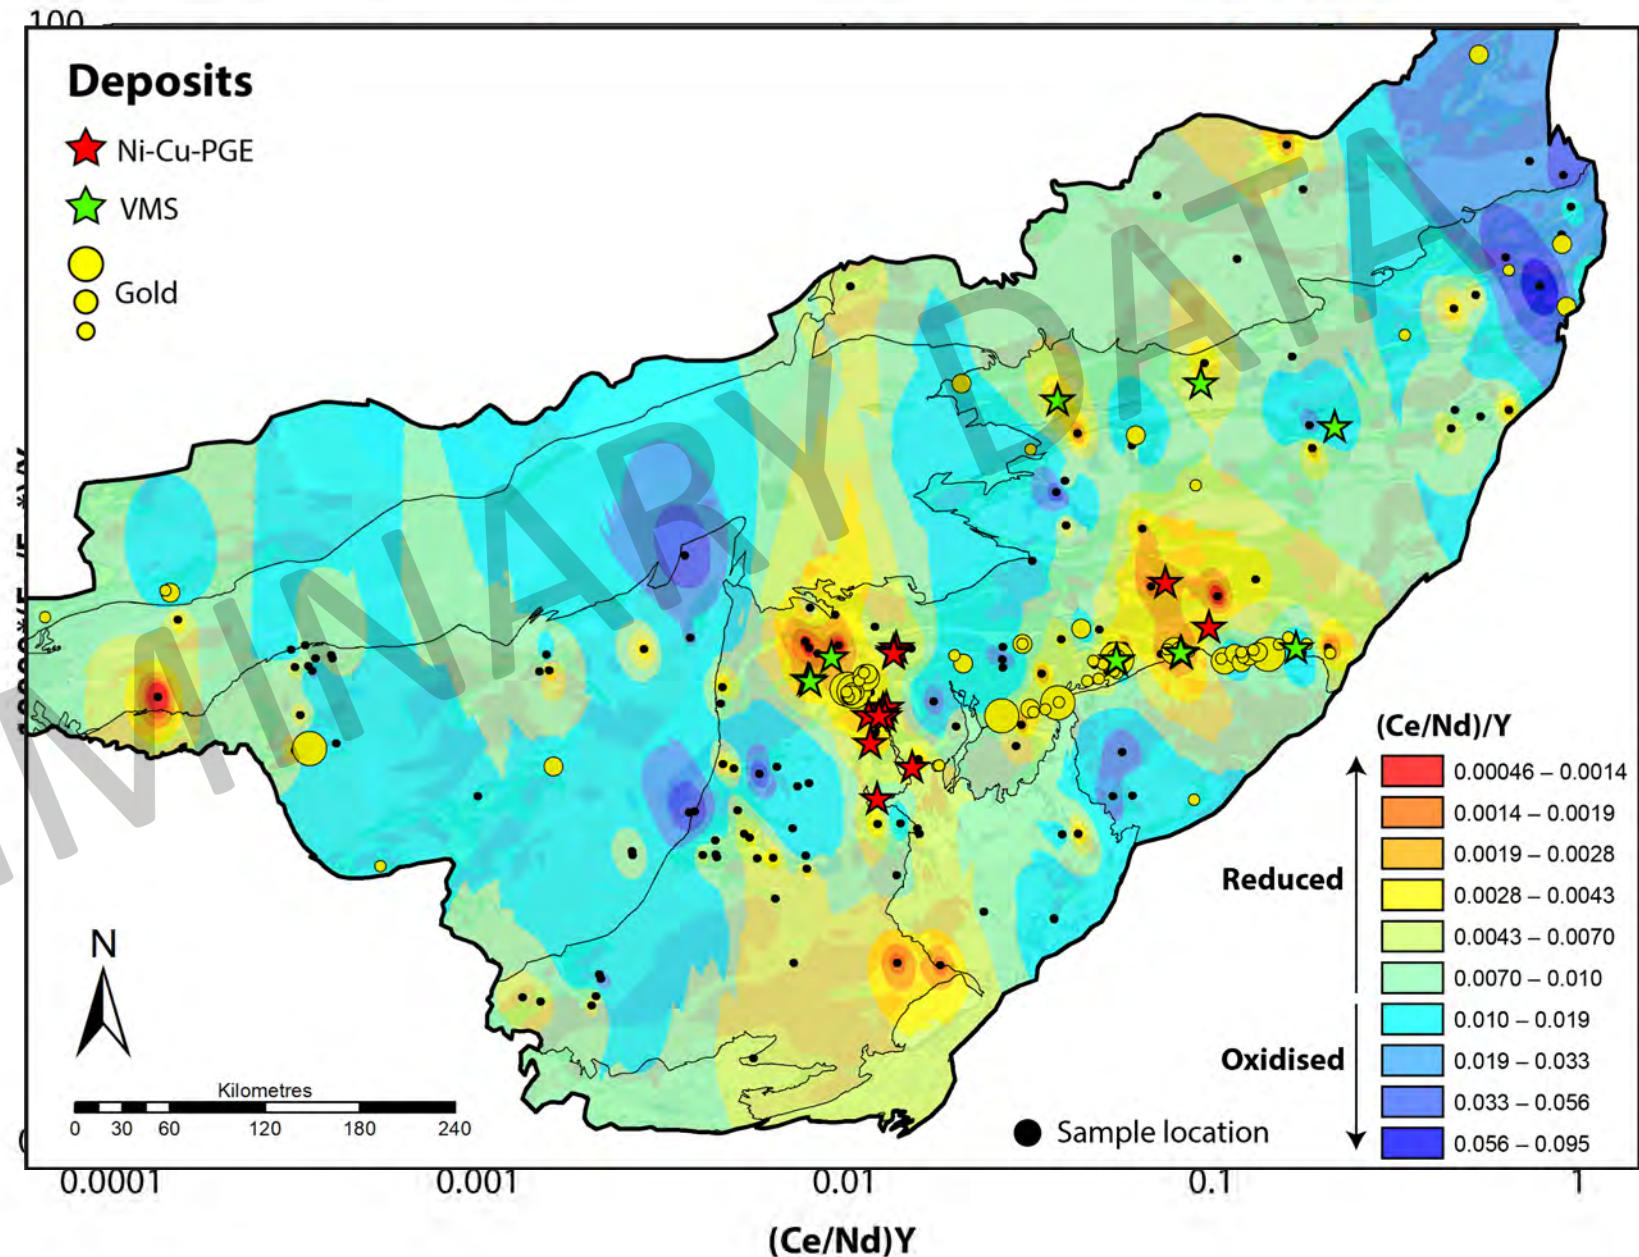 100
Deposits
Ni-Cu-PGE
VMS
Gold
MINARY DATA
N
Kilometres
0 30 60 120 180 240
Sample location
(Ce/Nd)/Y
Reduced
Oxidised
0.00046 – 0.0014
0.0014 – 0.0019
0.0019 – 0.0028
0.0028 – 0.0043
0.0043 – 0.0070
0.0070 – 0.010
0.010 – 0.019
0.019 – 0.033
0.033 – 0.056
0.056 – 0.095
0.0001 0.001 0.01 0.1 1
(Ce/Nd)Y